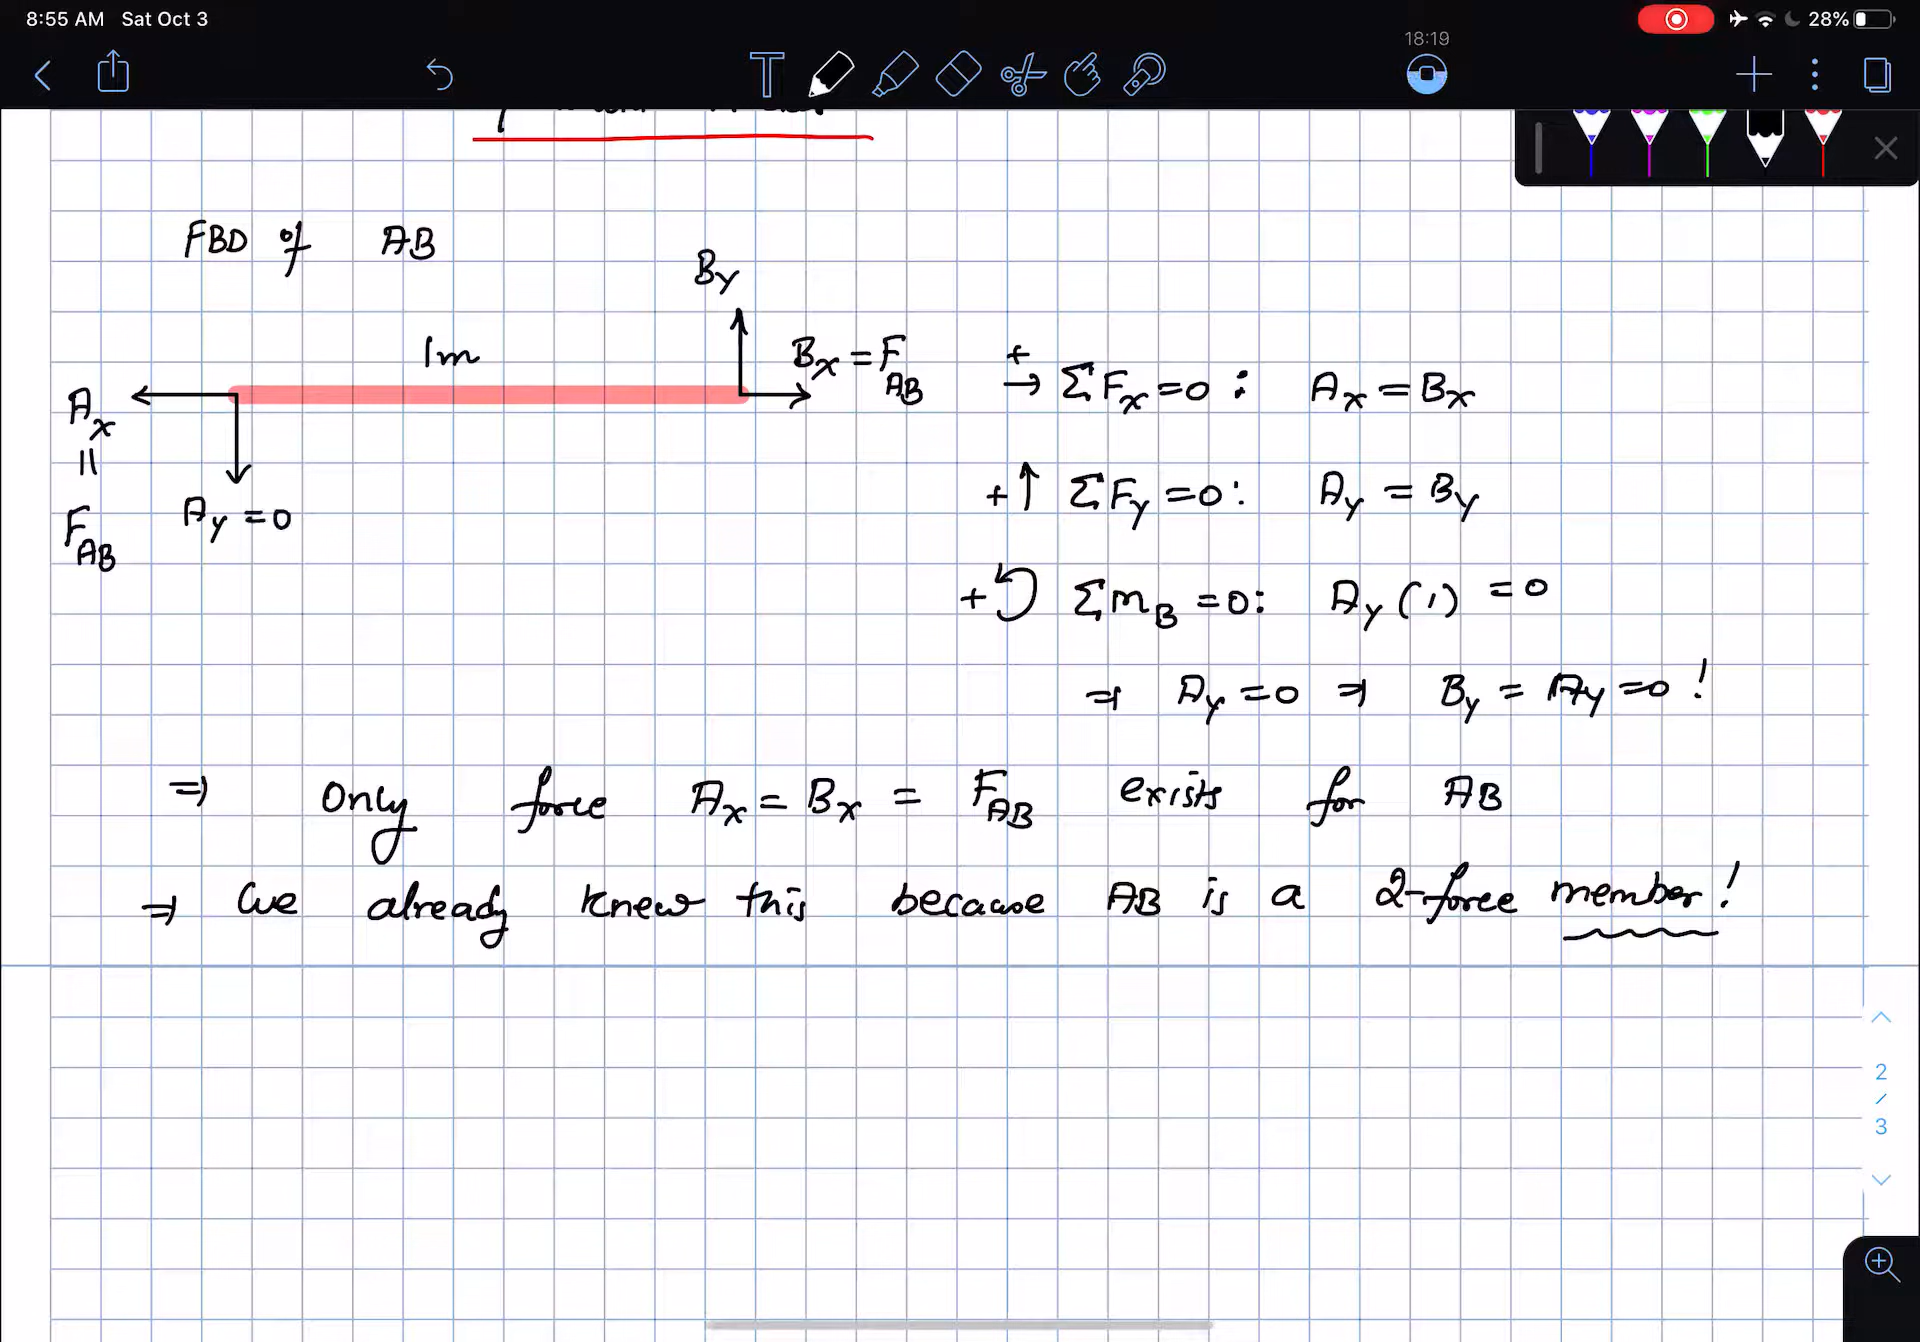 8:55 AM Sat Oct 3
28%
18:19
FBD of AB
By
1m
Bx = FAB
Ax
=
FAB
Ay = 0
+→ ΣFx = 0 : Ax = Bx
+↑ ΣFy = 0 : Ay = By
+↺ ΣmB = 0 : Ay (1) = 0
⇒ Ay = 0 ⇒ By = Ay = 0 !
⇒ Only force Ax = Bx = FAB exists for AB
⇒ We already knew this because AB is a 2-force member !
2
/
3